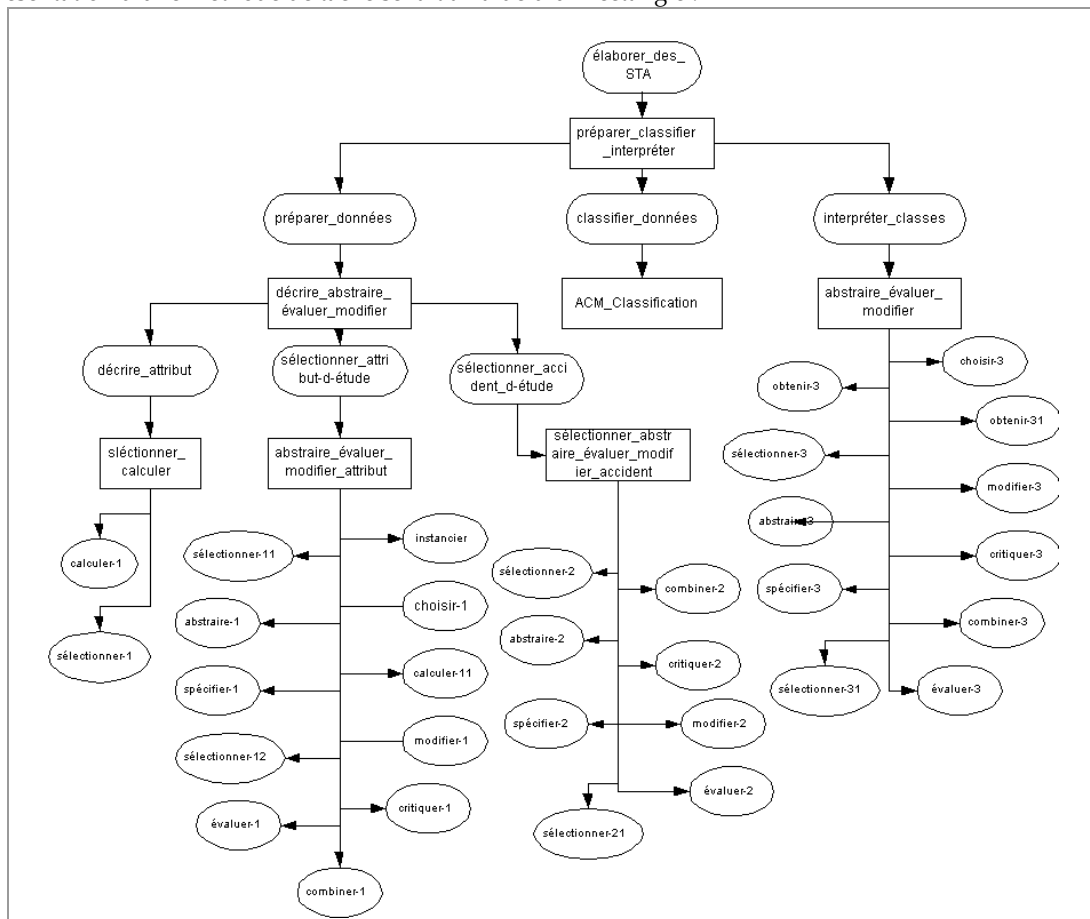 élaborer_des_
STA
préparer_classifier
_interpréter
préparer_données
classifier_données
interpréter_classes
décrire_abstraire_
évaluer_modifier
ACM_Classification
abstraire_évaluer_
modifier
décrire_attribut
sélectionner_attri
but-d-étude
sélectionner_acci
dent_d-étude
choisir-3
obtenir-3
obtenir-31
sléctionner_
calculer
abstraire_évaluer_
modifier_attribut
sélectionner_abstr
aire_évaluer_modif
ier_accident
sélectionner-3
modifier-3
abstraire-3
calculer-1
sélectionner-11
instancier
sélectionner-2
critiquer-3
combiner-2
spécifier-3
abstraire-1
choisir-1
abstraire-2
combiner-3
sélectionner-1
calculer-11
critiquer-2
spécifier-1
sélectionner-31
évaluer-3
spécifier-2
modifier-2
sélectionner-12
modifier-1
évaluer-2
évaluer-1
critiquer-1
sélectionner-21
combiner-1